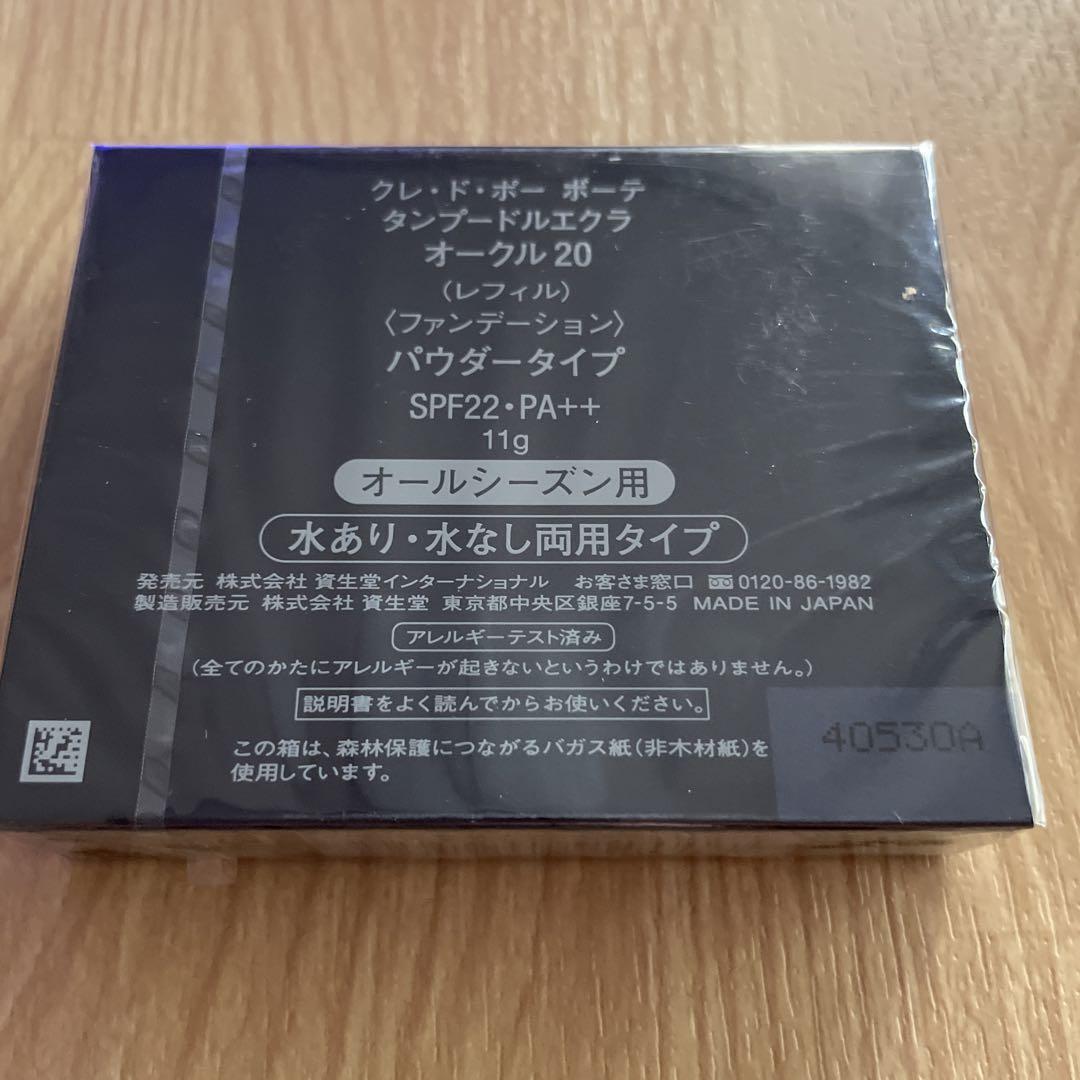 クレ・ド・ポー ボーテ
タンプードルエクラ
オークル20
（レフィル）
〈ファンデーション〉
パウダータイプ
SPF22・PA++
11g
オールシーズン用
水あり・水なし両用タイプ
発売元 株式会社 資生堂インターナショナル お客さま窓口 0120-86-1982
製造販売元 株式会社 資生堂 東京都中央区銀座7-5-5 MADE IN JAPAN
アレルギーテスト済み
（全てのかたにアレルギーが起きないというわけではありません。）
説明書をよく読んでからお使いください。
この箱は、森林保護につながるバガス紙（非木材紙）を
使用しています。
40530A